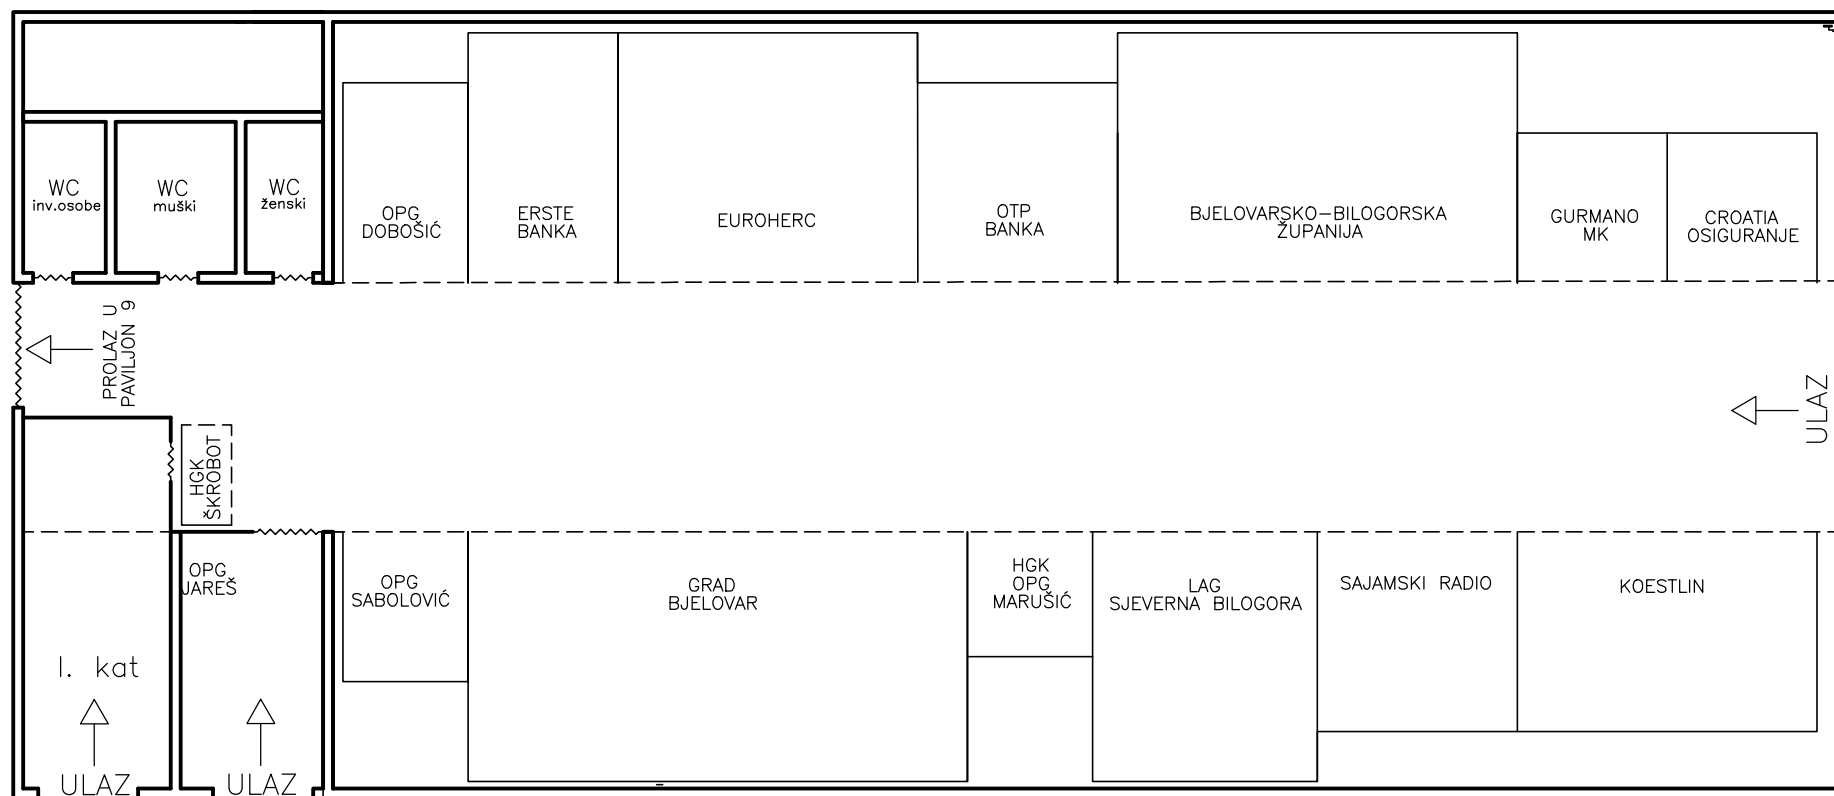 WC
inv.osobe
WC
muški
WC
ženski
OPG
DOBOŠIĆ
ERSTE
BANKA
EUROHERC
OTP
BANKA
BJELOVARSKO-BILOGORSKA
ŽUPANIJA
GURMANO
MK
CROATIA
OSIGURANJE
PROLAZ U
PAVILJON 9
ULAZ
HGK
ŠKROBOT
OPG
JAREŠ
OPG
SABOLOVIĆ
GRAD
BJELOVAR
HGK
OPG
MARUŠIĆ
LAG
SJEVERNA BILOGORA
SAJAMSKI RADIO
KOESTLIN
I. kat
ULAZ
ULAZ